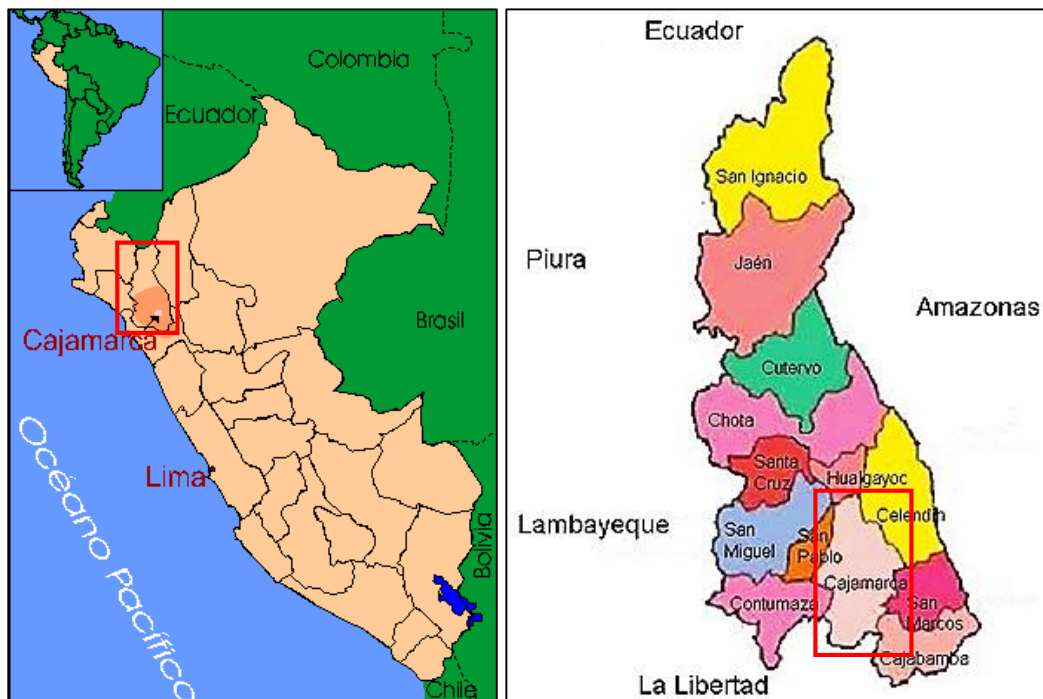 Colombia
Ecuador
Brasil
Cajamarca
Lima
Océano Pacífico
Bolivia
Chile
Ecuador
San Ignacio
Piura
Jaén
Amazonas
Cutervo
Chota
Santa
Cruz
Hualgayoc
Lambayeque
San
Miguel
San
Pablo
Celendín
Cajamarca
Contumaza
San
Marcos
Cajabamba
La Libertad